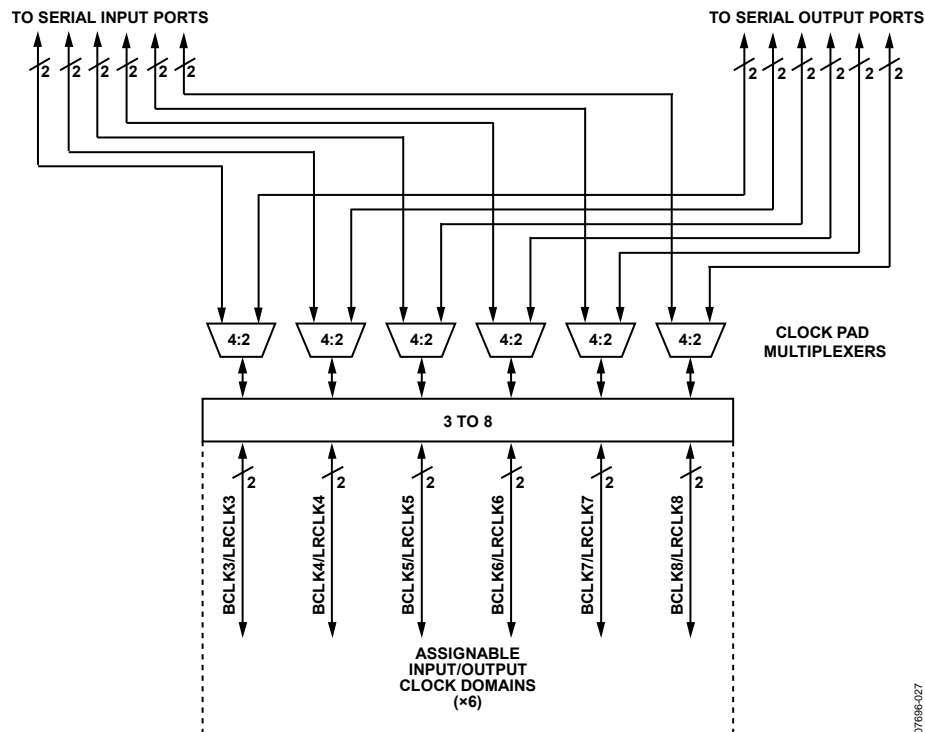 TO SERIAL INPUT PORTS
TO SERIAL OUTPUT PORTS
2 2 2 2 2 2
2 2 2 2 2 2
4:2 4:2 4:2 4:2 4:2 4:2
CLOCK PAD
MULTIPLEXERS
3 TO 8
2 2 2 2 2 2
BCLK3/LRCLK3
BCLK4/LRCLK4
BCLK5/LRCLK5
BCLK6/LRCLK6
BCLK7/LRCLK7
BCLK8/LRCLK8
ASSIGNABLE
INPUT/OUTPUT
CLOCK DOMAINS
(×6)
07696-027